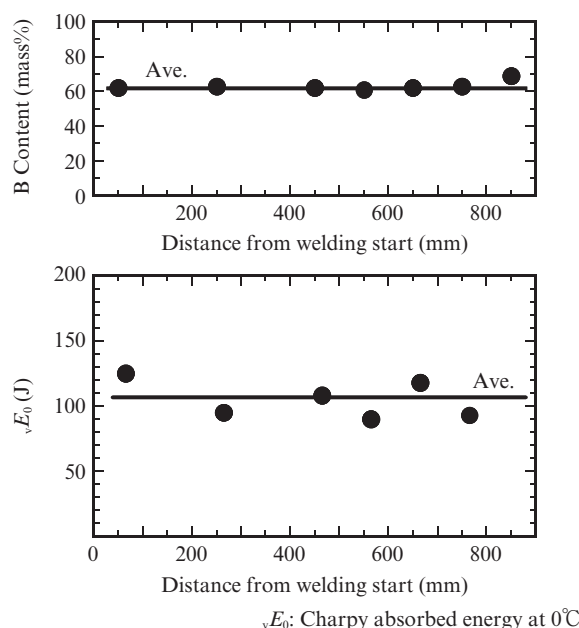 100
80
60
40
20
0
B Content (mass%)
Ave.
200 400 600 800
Distance from welding start (mm)
200
150
100
50
vE0 (J)
Ave.
0 200 400 600 800
Distance from welding start (mm)
vE0: Charpy absorbed energy at 0℃